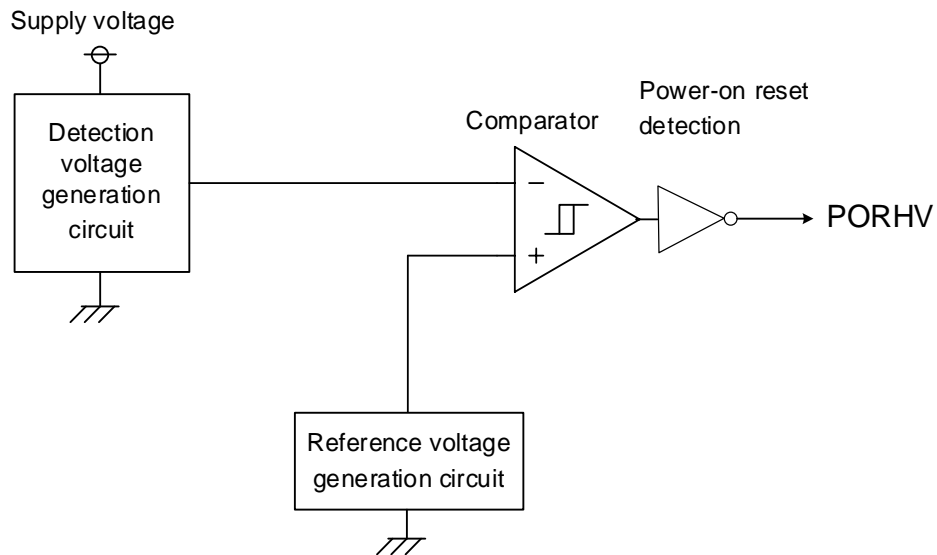 Supply voltage
Detection
voltage
generation
circuit
Comparator
Power-on reset
detection
−
+
PORHV
Reference voltage
generation circuit